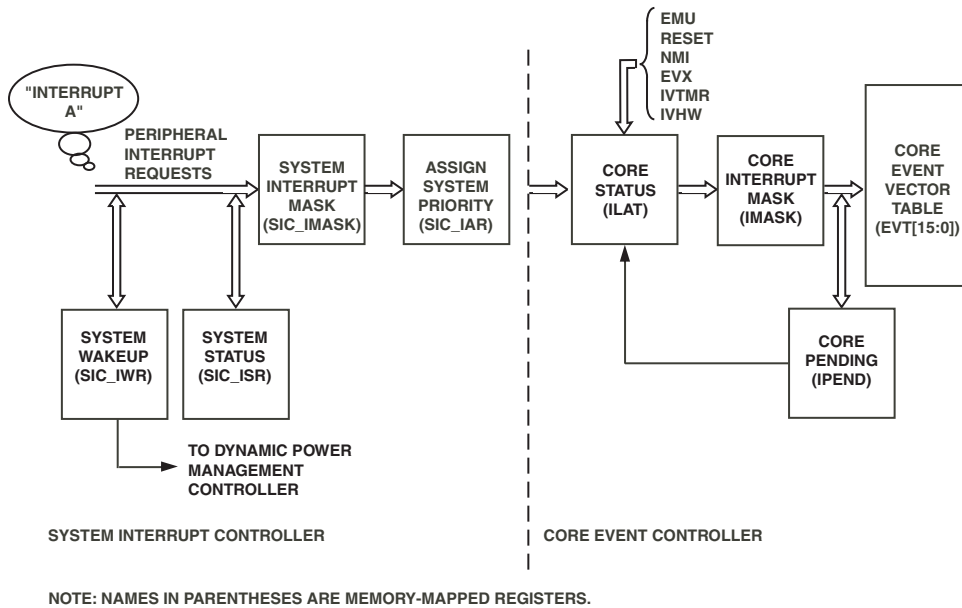 EMU
RESET
NMI
EVX
IVTMR
IVHW
"INTERRUPT
A"
PERIPHERAL
INTERRUPT
REQUESTS
SYSTEM
INTERRUPT
MASK
(SIC_IMASK)
ASSIGN
SYSTEM
PRIORITY
(SIC_IAR)
CORE
STATUS
(ILAT)
CORE
INTERRUPT
MASK
(IMASK)
CORE
EVENT
VECTOR
TABLE
(EVT[15:0])
SYSTEM
WAKEUP
(SIC_IWR)
SYSTEM
STATUS
(SIC_ISR)
CORE
PENDING
(IPEND)
TO DYNAMIC POWER
MANAGEMENT
CONTROLLER
SYSTEM INTERRUPT CONTROLLER
CORE EVENT CONTROLLER
NOTE: NAMES IN PARENTHESES ARE MEMORY-MAPPED REGISTERS.